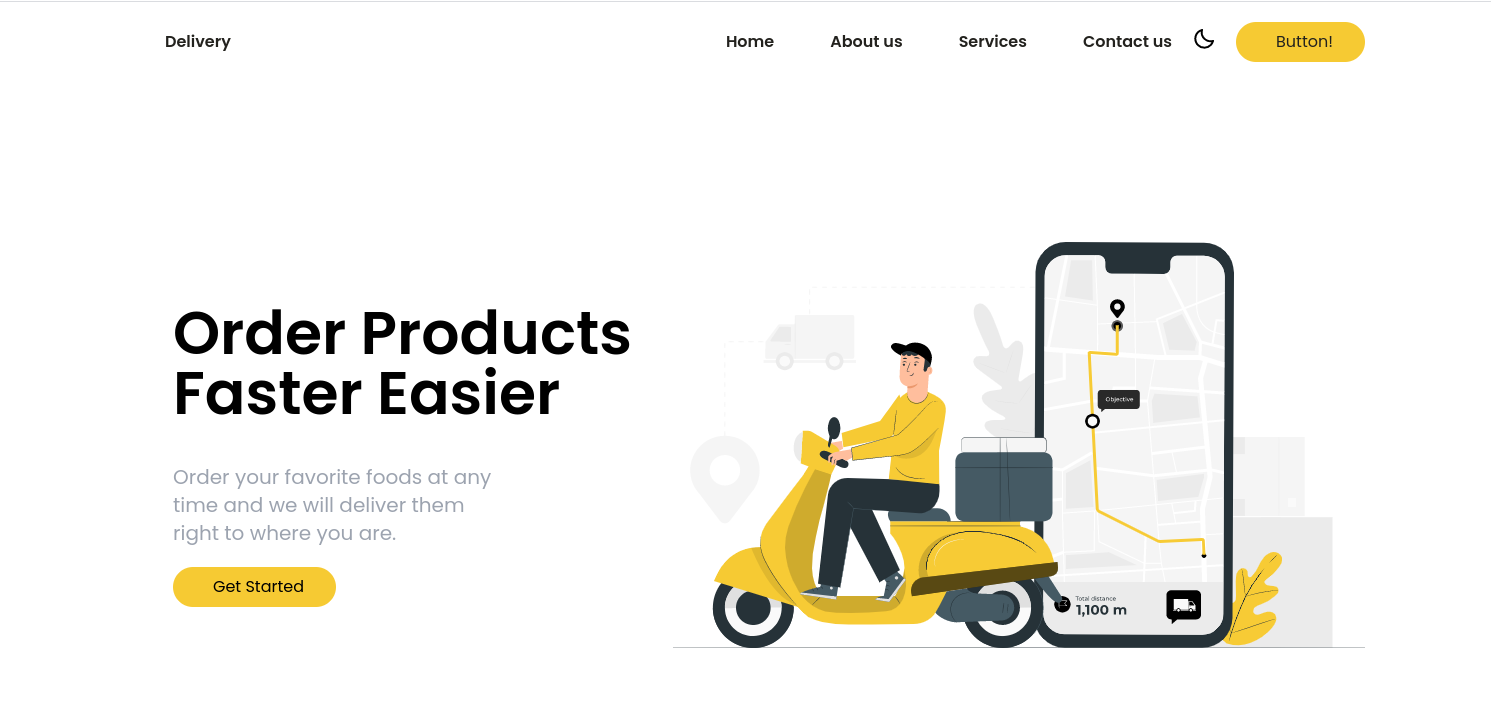 Delivery
Home
About us
Services
Contact us
Button!
Order Products
Faster Easier
Order your favorite foods at any
time and we will deliver them
right to where you are.
Get Started
Objective
Total distance
1,100 m